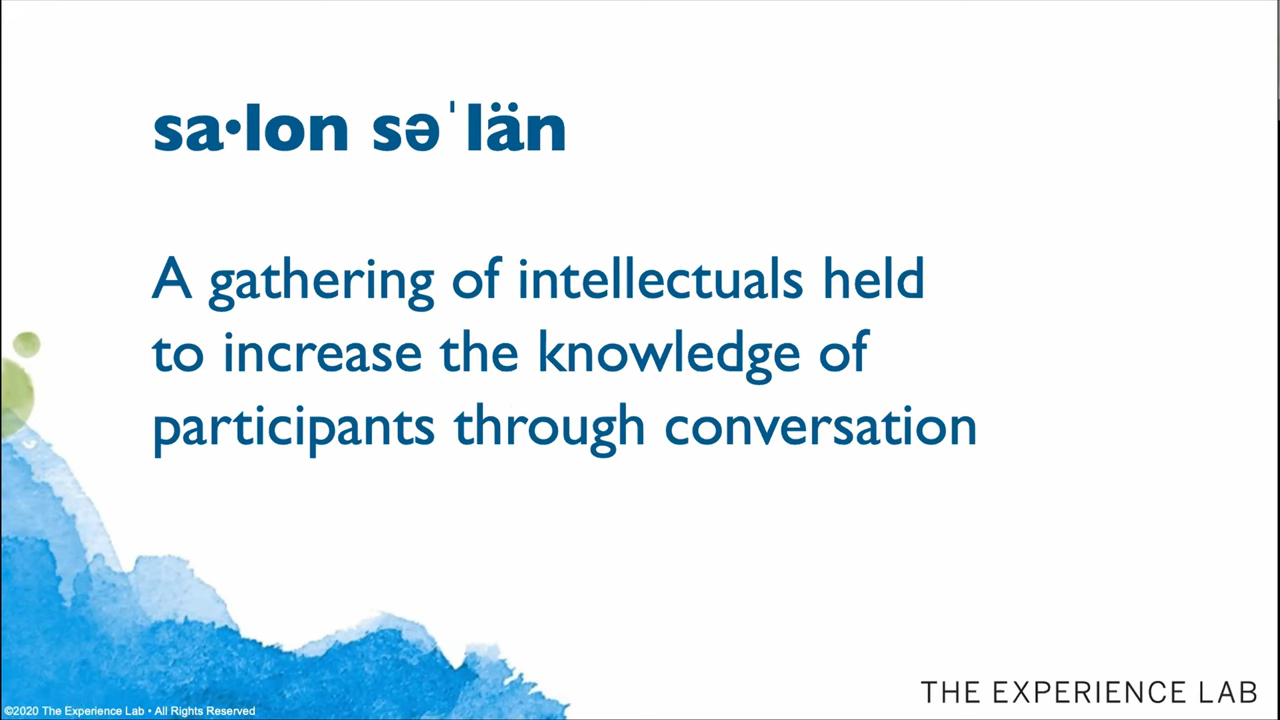 sa•lon səˈlän
A gathering of intellectuals held
to increase the knowledge of
participants through conversation
THE EXPERIENCE LAB
©2020 The Experience Lab • All Rights Reserved